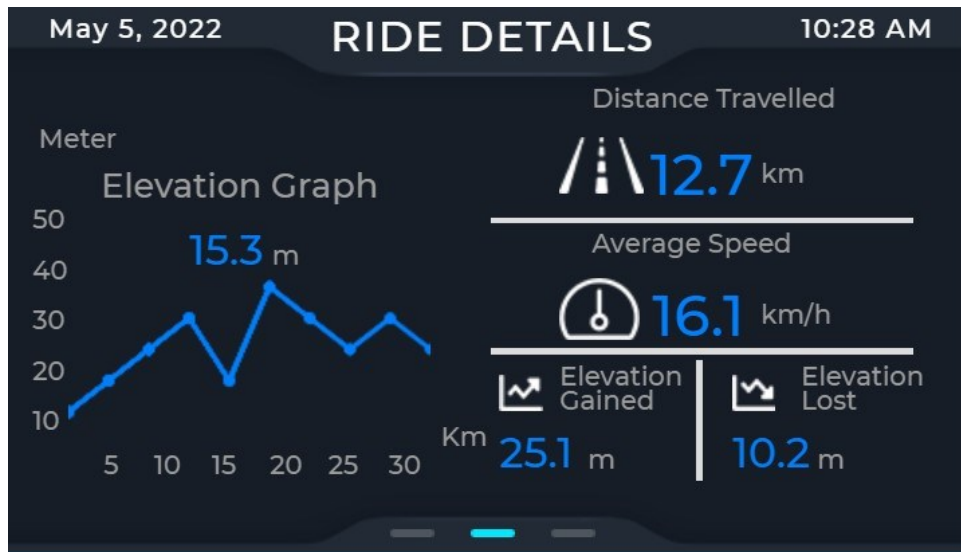 May 5, 2022
RIDE DETAILS
10:28 AM
Meter
Elevation Graph
15.3 m
50
40
30
20
10
5 10 15 20 25 30
Km
Distance Travelled
12.7 km
Average Speed
16.1 km/h
Elevation
Gained
25.1 m
Elevation
Lost
10.2 m